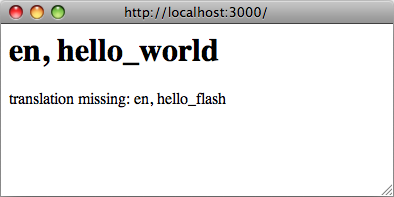 http://localhost:3000/
en, hello_world
translation missing: en, hello_flash